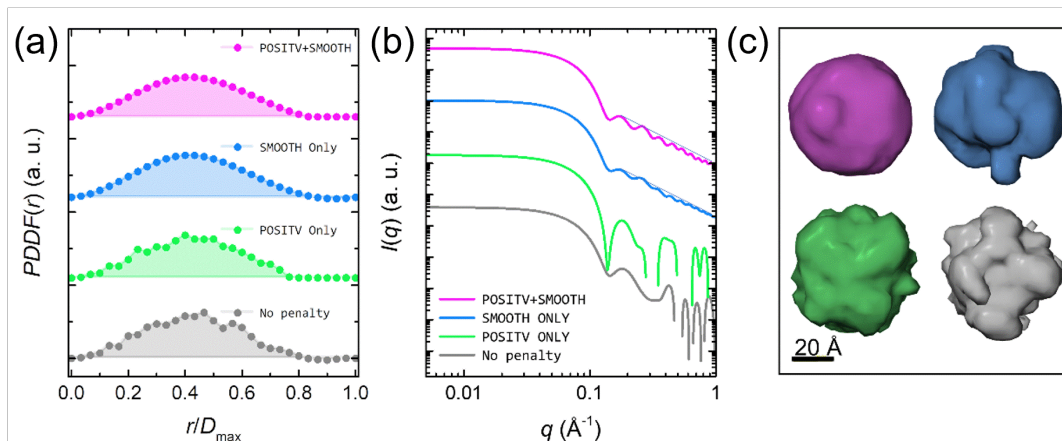 (a)
PDDF(r) (a. u.)
POSITV+SMOOTH
SMOOTH Only
POSITV Only
No penalty
0.0 0.2 0.4 0.6 0.8 1.0
r/Dmax
(b)
I(q) (a. u.)
POSITV+SMOOTH
SMOOTH ONLY
POSITV ONLY
No penalty
0.01 0.1 1
q (Å⁻¹)
(c)
20 Å